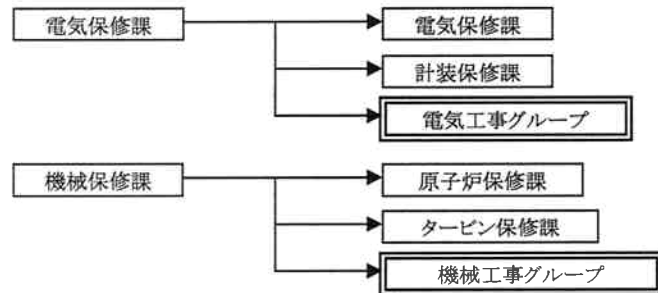 電気保修課
電気保修課
計装保修課
電気工事グループ
機械保修課
原子炉保修課
タービン保修課
機械工事グループ